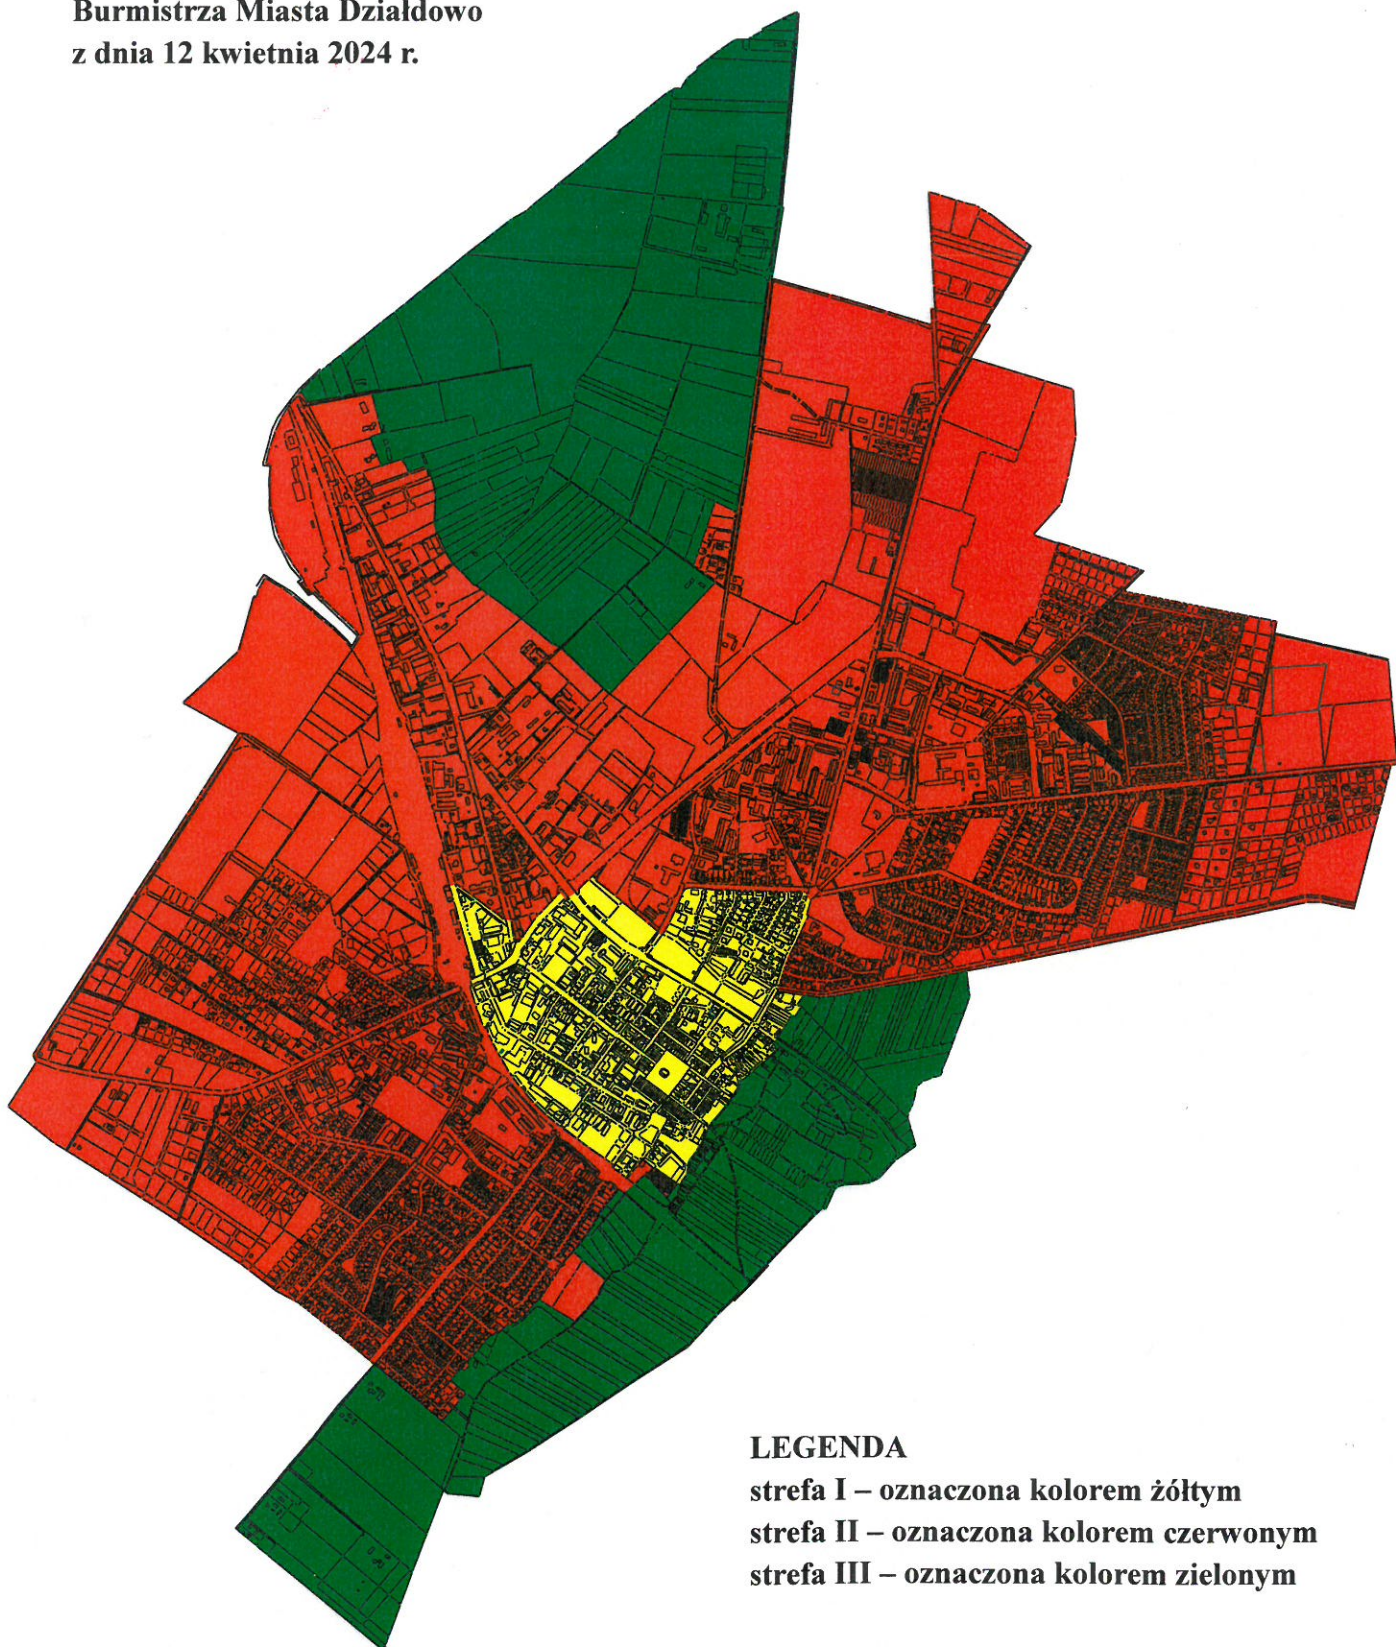 Burmistrza Miasta Działdowo
z dnia 12 kwietnia 2024 r.
LEGENDA
strefa I – oznaczona kolorem żółtym
strefa II – oznaczona kolorem czerwonym
strefa III – oznaczona kolorem zielonym